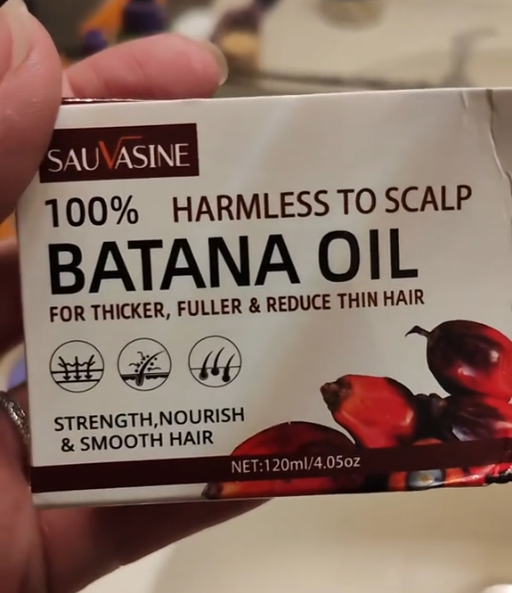 SAUVASINE
100% HARMLESS TO SCALP
BATANA OIL
FOR THICKER, FULLER & REDUCE THIN HAIR
STRENGTH,NOURISH
& SMOOTH HAIR
NET:120ml/4.05oz